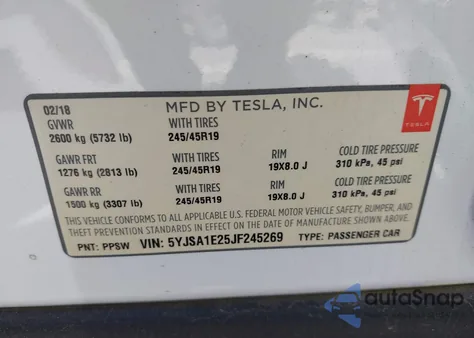 02/18 MFD BY TESLA, INC.
GVWR WITH TIRES
2600 kg (5732 lb) 245/45R19
TESLA
GAWR FRT WITH TIRES RIM COLD TIRE PRESSURE
1276 kg (2813 lb) 245/45R19 19X8.0 J 310 kPa, 45 psi
GAWR RR WITH TIRES RIM COLD TIRE PRESSURE
1500 kg (3307 lb) 245/45R19 19X8.0 J 310 kPa, 45 psi
THIS VEHICLE CONFORMS TO ALL APPLICABLE U.S. FEDERAL MOTOR VEHICLE SAFETY, BUMPER, AND
THEFT PREVENTION STANDARDS IN EFFECT ON THE DATE OF MANUFACTURE SHOWN ABOVE.
PNT: PPSW VIN: 5YJSA1E25JF245269 TYPE: PASSENGER CAR
autoSnap